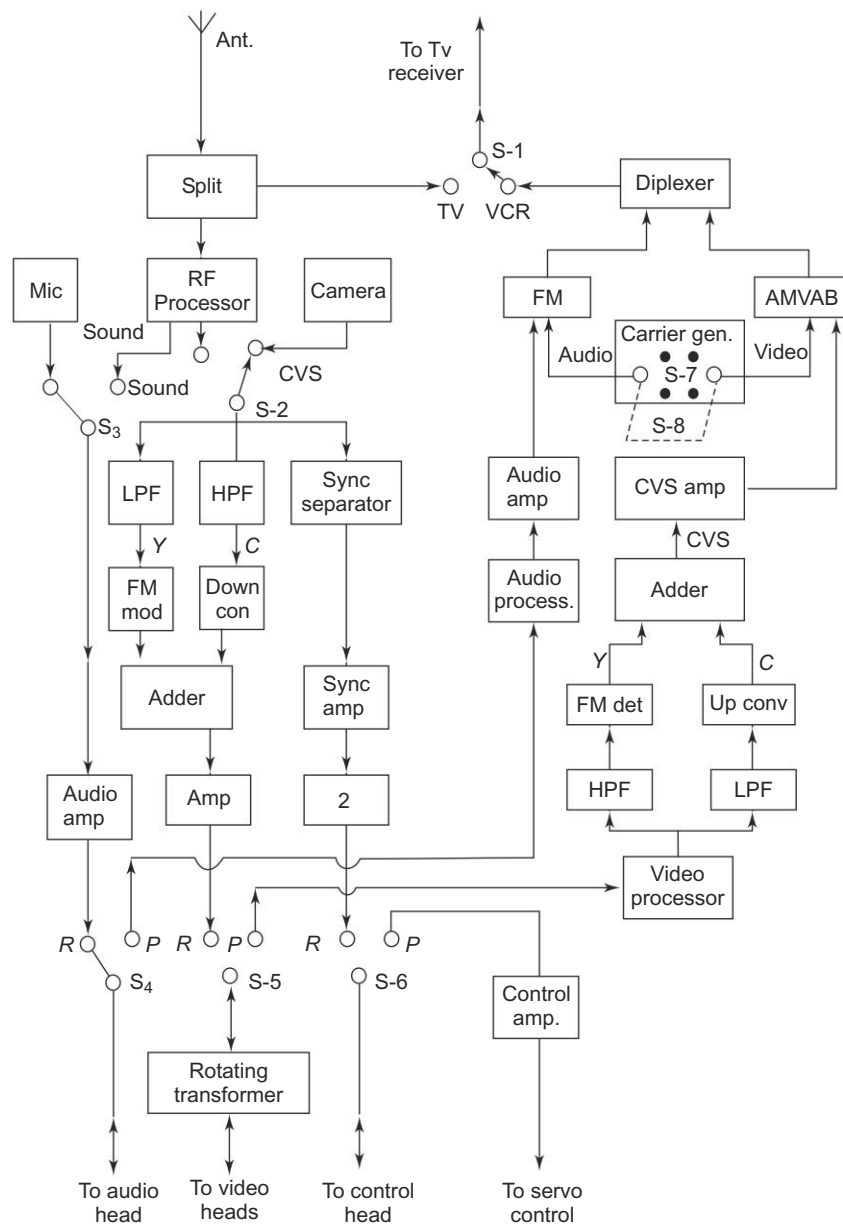 Ant.
To Tv
receiver
S-1
Split
TV
VCR
Diplexer
Mic
RF
Processor
Camera
FM
AMVAB
Sound
Sound
CVS
Carrier gen.
Audio
S-7
Video
S-8
S-2
S3
LPF
HPF
Sync
separator
Audio
amp
CVS amp
Y
C
CVS
FM
mod
Down
con
Audio
process.
Adder
Y
C
Adder
Sync
amp
FM det
Up conv
Audio
amp
Amp
2
HPF
LPF
Video
processor
R
P
R
P
R
P
S4
S-5
S-6
Control
amp.
Rotating
transformer
To audio
head
To video
heads
To control
head
To servo
control